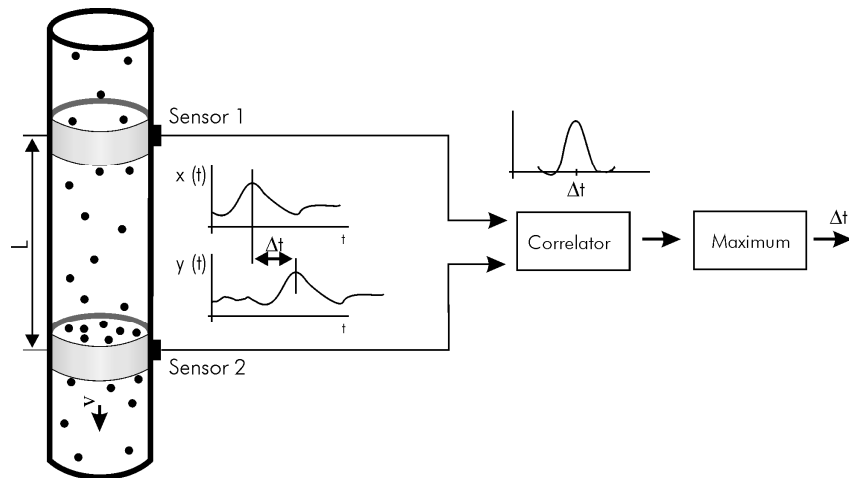 Sensor 1
x (t)
t
Δt
y (t)
t
L
Sensor 2
v
Δt
Correlator
Maximum
Δt